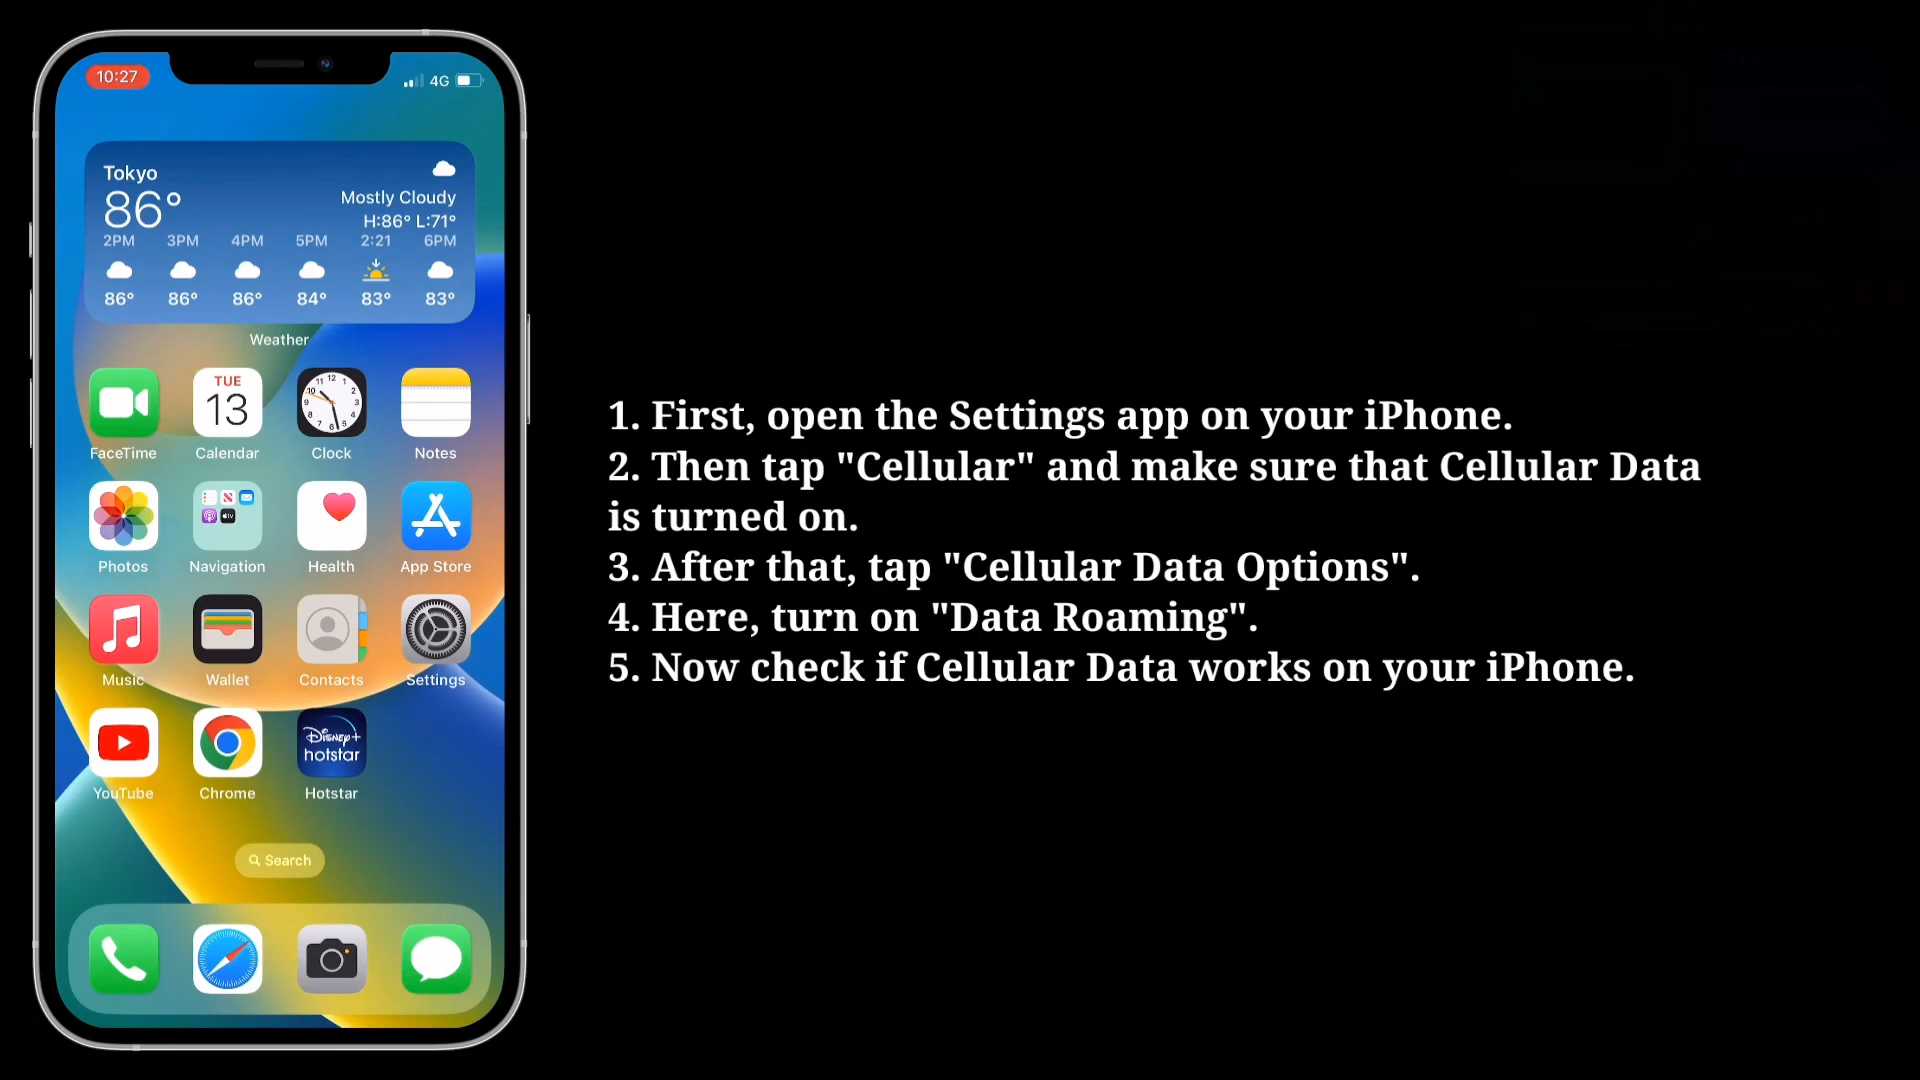 10:27
4G
Tokyo
86°
Mostly Cloudy
H:86° L:71°
2PM 3PM 4PM 5PM 2:21 6PM
86° 86° 86° 84° 83° 83°
Weather
TUE
13
FaceTime Calendar Clock Notes
Photos Navigation Health App Store
Music Wallet Contacts Settings
Disney+
hotstar
YouTube Chrome Hotstar
Search
1. First, open the Settings app on your iPhone.
2. Then tap "Cellular" and make sure that Cellular Data
is turned on.
3. After that, tap "Cellular Data Options".
4. Here, turn on "Data Roaming".
5. Now check if Cellular Data works on your iPhone.